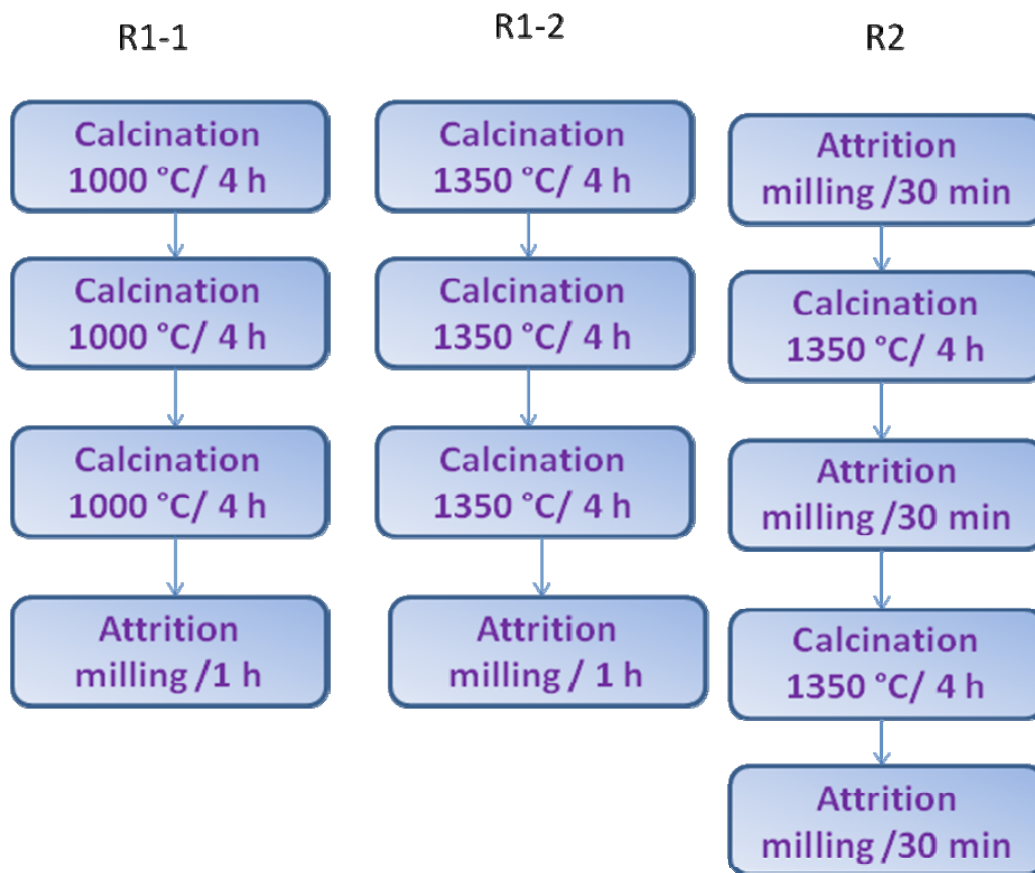 R1-1
Calcination
1000 °C/ 4 h
Calcination
1000 °C/ 4 h
Calcination
1000 °C/ 4 h
Attrition
milling /1 h
R1-2
Calcination
1350 °C/ 4 h
Calcination
1350 °C/ 4 h
Calcination
1350 °C/ 4 h
Attrition
milling / 1 h
R2
Attrition
milling /30 min
Calcination
1350 °C/ 4 h
Attrition
milling /30 min
Calcination
1350 °C/ 4 h
Attrition
milling /30 min